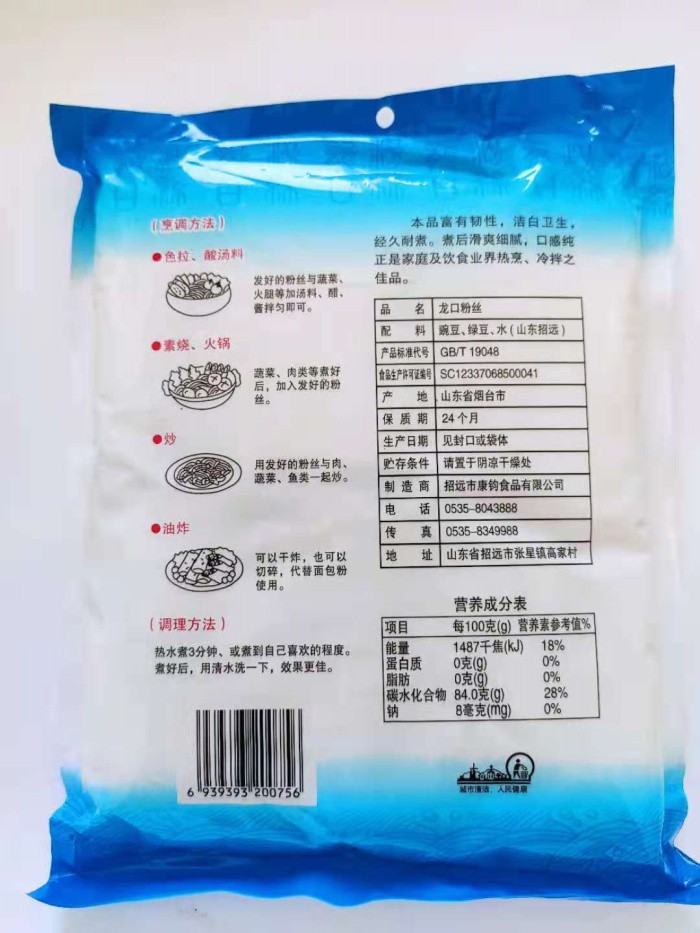 （烹调方法）
●色拉、酸汤料
发好的粉丝与蔬菜、
火腿等加汤料、醋、
酱拌匀即可。
●素烧、火锅
蔬菜、肉类等煮好
后，加入发好的粉
丝。
●炒
用发好的粉丝与肉、
蔬菜、鱼类一起炒。
●油炸
可以干炸，也可以
切碎，代替面包粉
使用。
（调理方法）
热水煮3分钟、或煮到自己喜欢的程度。
煮好后，用清水洗一下，效果更佳。
6 939393 200756
本品富有韧性，洁白卫生，
经久耐煮。煮后滑爽细腻，口感纯
正是家庭及饮食业界热烹、冷拌之
佳品。
品 名 龙口粉丝
配 料 豌豆、绿豆、水（山东招远）
产品标准代号 GB/T 19048
食品生产许可证编号 SC12337068500041
产 地 山东省烟台市
保质期 24个月
生产日期 见封口或袋体
贮存条件 请置于阴凉干燥处
制造商 招远市康钧食品有限公司
电 话 0535-8043888
传 真 0535-8349988
地 址 山东省招远市张星镇高家村
营养成分表
项目 每100克(g) 营养素参考值%
能量 1487千焦(kJ) 18%
蛋白质 0克(g) 0%
脂肪 0克(g) 0%
碳水化合物 84.0克(g) 28%
钠 8毫克(mg) 0%
城市清洁、人民健康